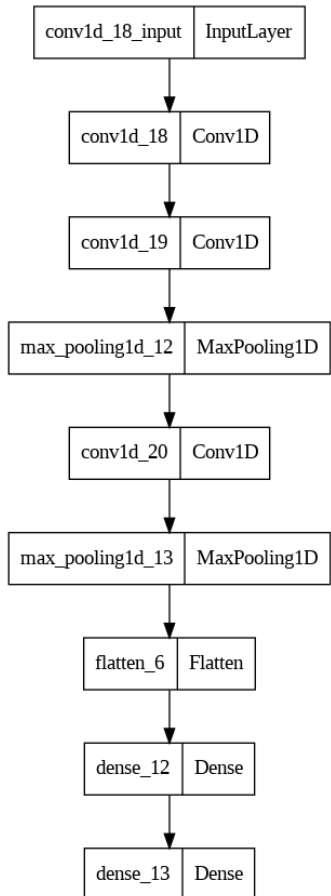 conv1d_18_input InputLayer
conv1d_18 Conv1D
conv1d_19 Conv1D
max_pooling1d_12 MaxPooling1D
conv1d_20 Conv1D
max_pooling1d_13 MaxPooling1D
flatten_6 Flatten
dense_12 Dense
dense_13 Dense